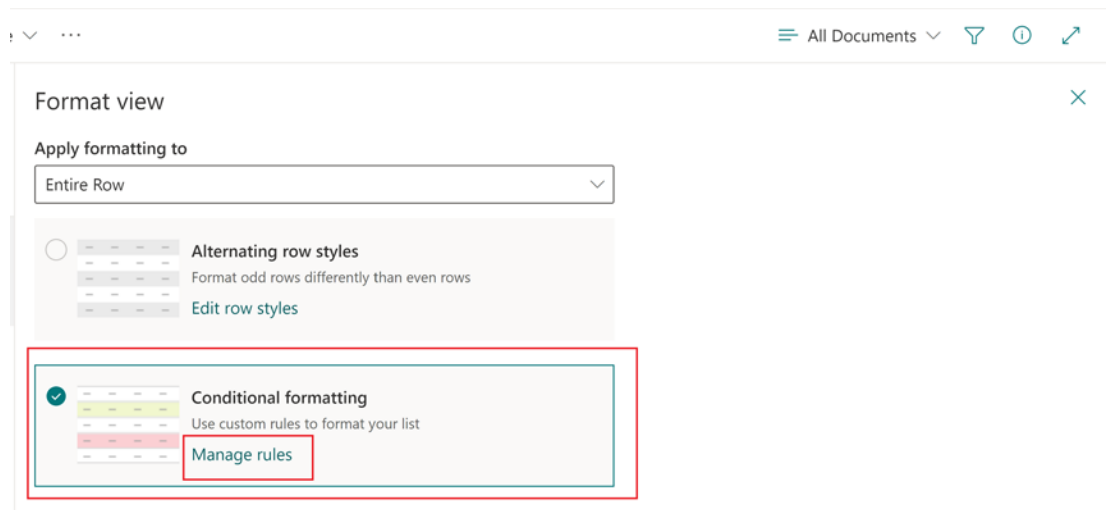 All Documents
Format view
Apply formatting to
Entire Row
Alternating row styles
Format odd rows differently than even rows
Edit row styles
Conditional formatting
Use custom rules to format your list
Manage rules